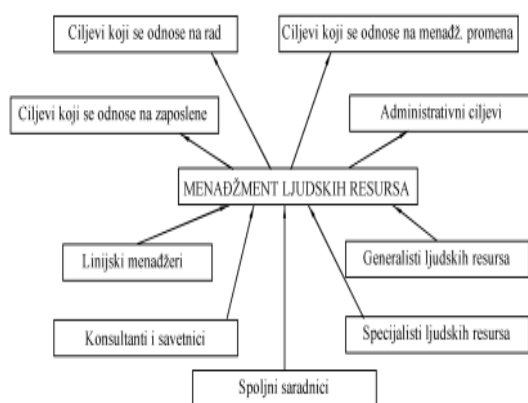 Ciljevi koji se odnose na rad
Ciljevi koji se odnose na menadž. promena
Ciljevi koji se odnose na zaposlene
Administrativni ciljevi
MENAĐŽMENT LJUDSKIH RESURSA
Linijski menadžeri
Generalisti ljudskih resursa
Konsultanti i savetnici
Specijalisti ljudskih resursa
Spoljni saradnici